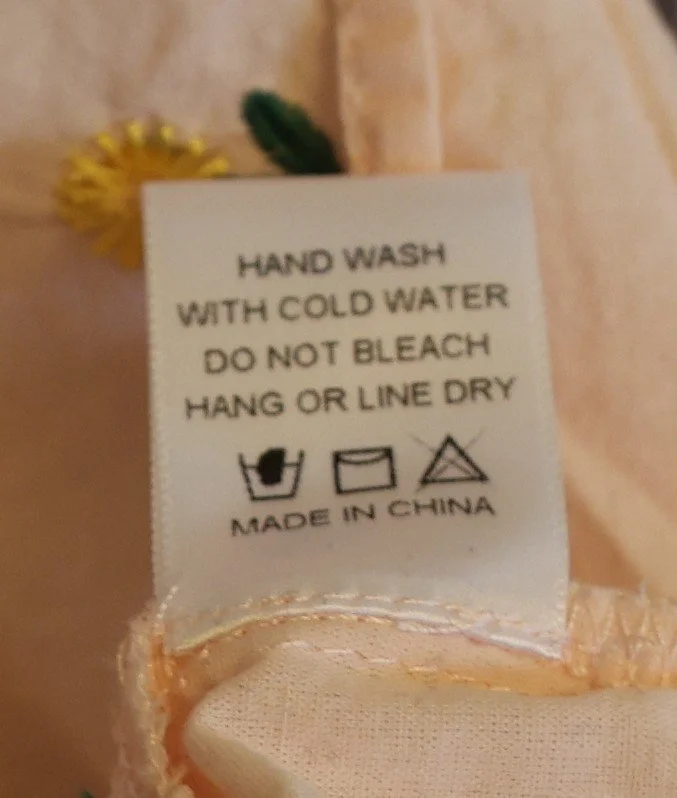 HAND WASH
WITH COLD WATER
DO NOT BLEACH
HANG OR LINE DRY
MADE IN CHINA